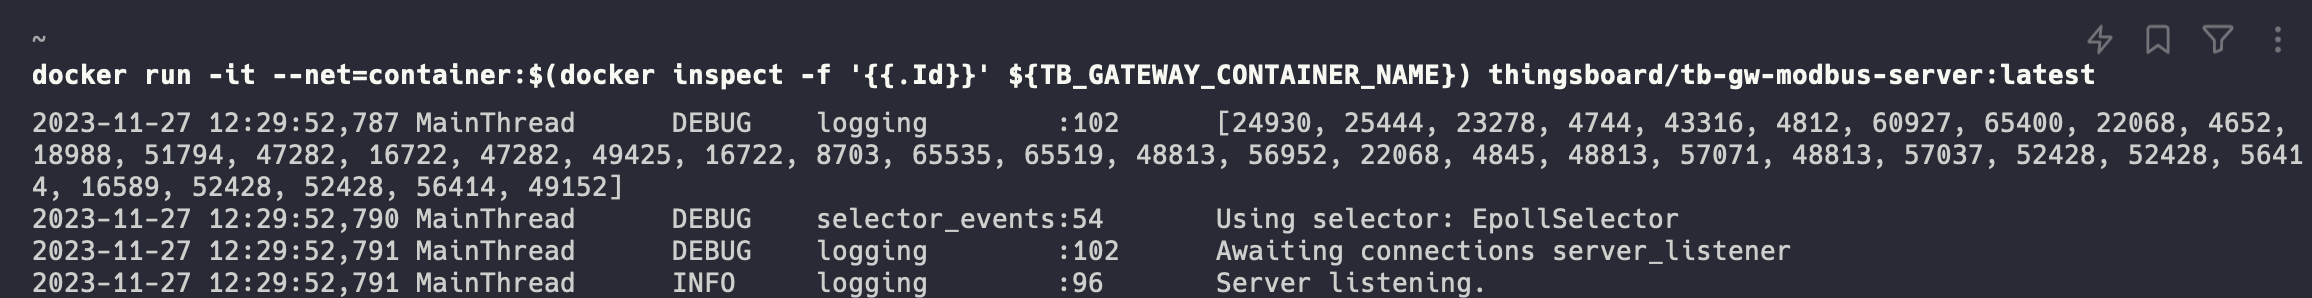 ~
docker run -it --net=container:$(docker inspect -f '{{.Id}}' ${TB_GATEWAY_CONTAINER_NAME}) thingsboard/tb-gw-modbus-server:latest
2023-11-27 12:29:52,787 MainThread      DEBUG    logging        :102      [24930, 25444, 23278, 4744, 43316, 4812, 60927, 65400, 22068, 4652,
18988, 51794, 47282, 16722, 47282, 49425, 16722, 8703, 65535, 65519, 48813, 56952, 22068, 4845, 48813, 57071, 48813, 57037, 52428, 52428, 5641
4, 16589, 52428, 52428, 56414, 49152]
2023-11-27 12:29:52,790 MainThread      DEBUG    selector_events:54       Using selector: EpollSelector
2023-11-27 12:29:52,791 MainThread      DEBUG    logging        :102      Awaiting connections server_listener
2023-11-27 12:29:52,791 MainThread      INFO     logging        :96       Server listening.